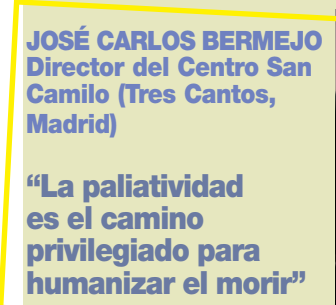 JOSÉ CARLOS BERMEJO
Director del Centro San
Camilo (Tres Cantos,
Madrid)
“La paliatividad
es el camino
privilegiado para
humanizar el morir”